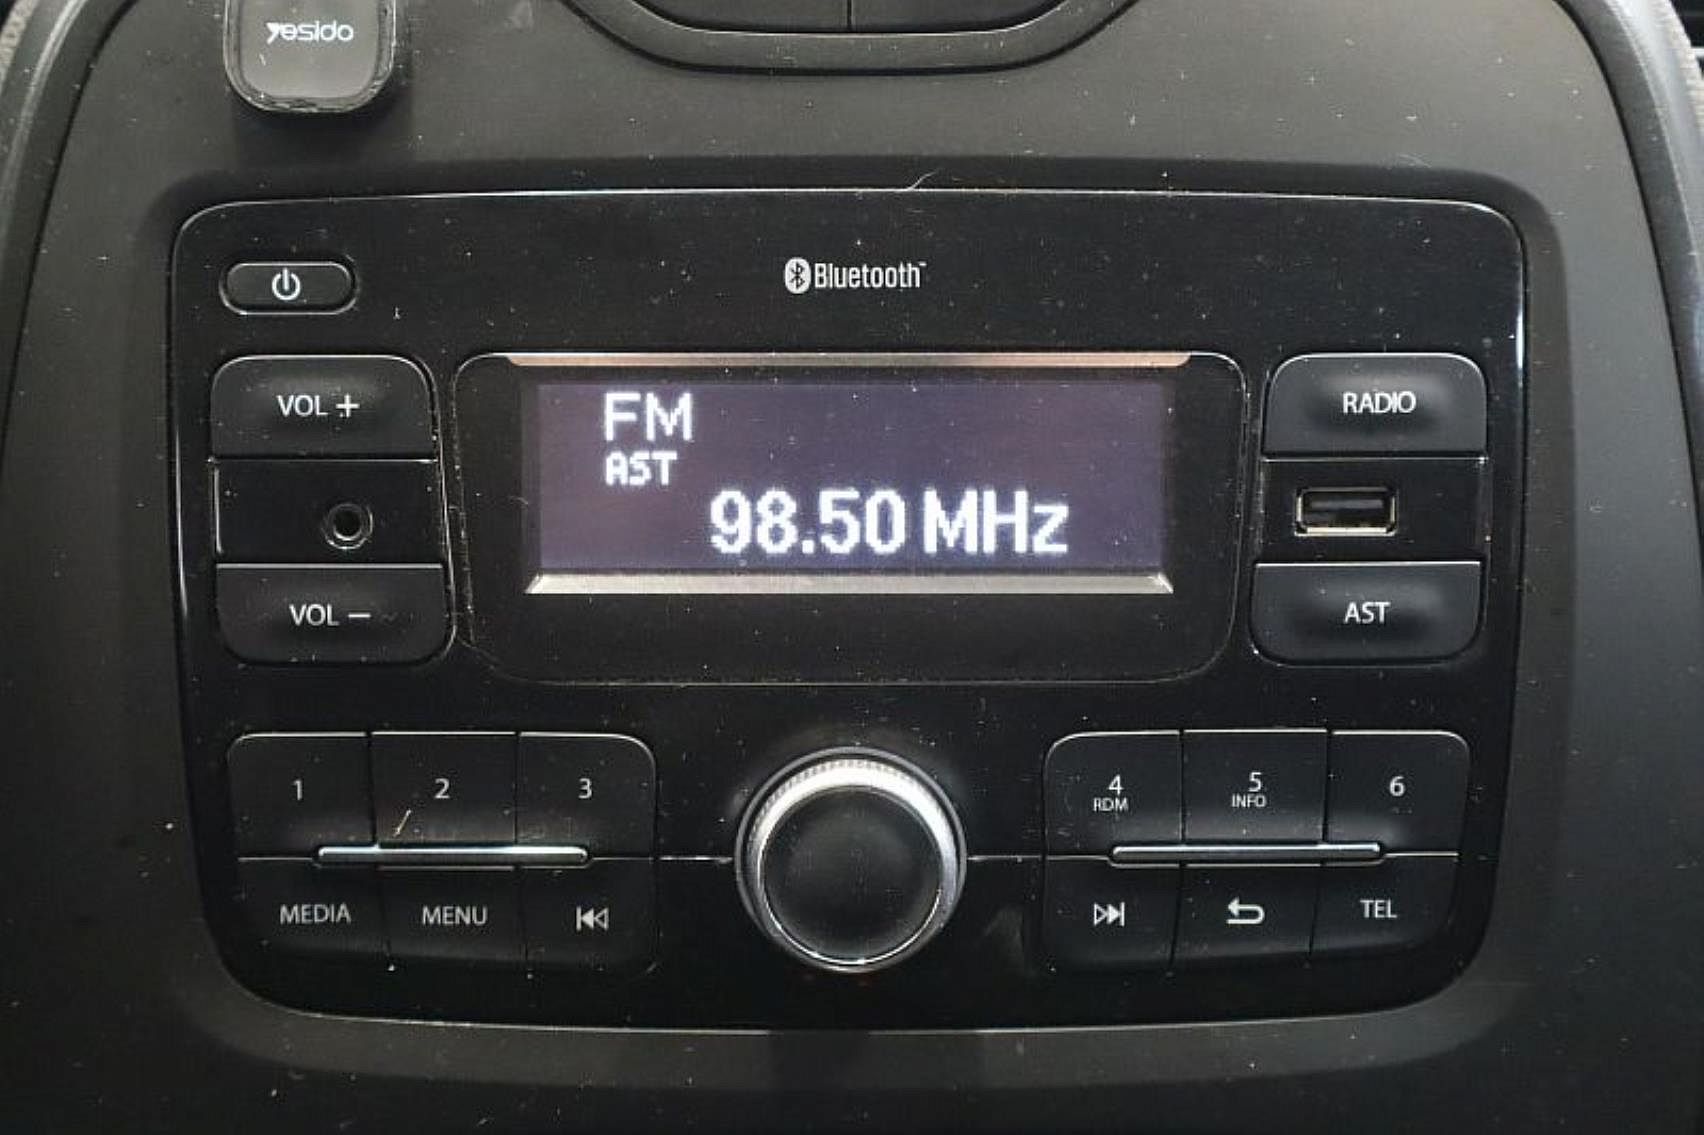 yesido
Bluetooth™
VOL +
FM
RADIO
AST
98.50 MHz
VOL –
AST
1 2 3
4 5 6
RDM INFO
MEDIA MENU
TEL